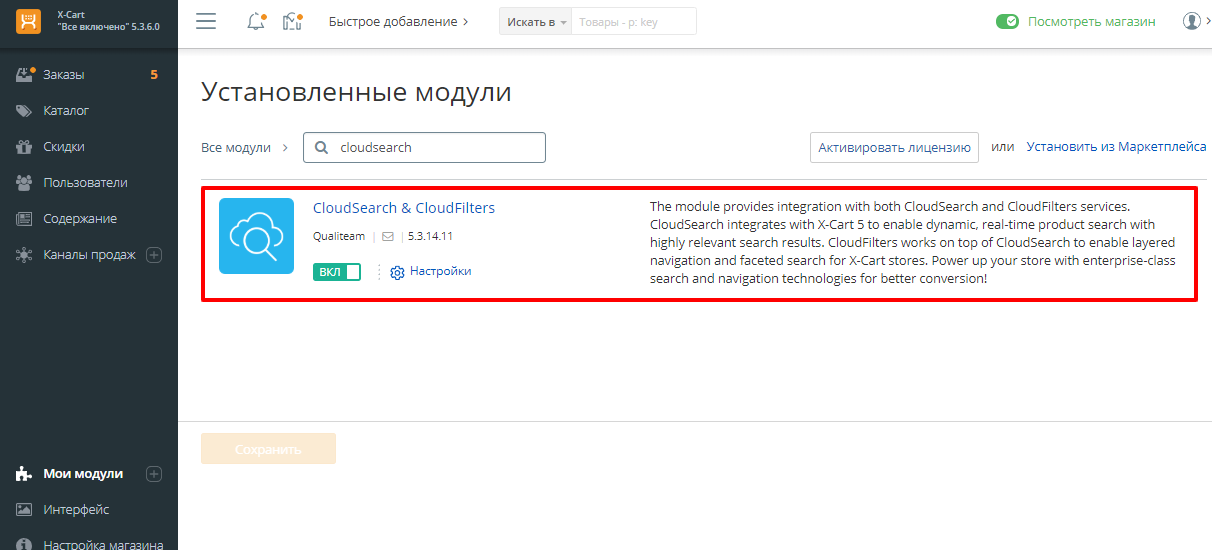 X-Cart
"Все включено" 5.3.6.0
Быстрое добавление
Искать в
Товары - p: key
Посмотреть магазин
Заказы 5
Каталог
Скидки
Пользователи
Содержание
Каналы продаж
Мои модули
Интерфейс
Настройка магазина
Установленные модули
Все модули
cloudsearch
Активировать лицензию или Установить из Маркетплейса
CloudSearch & CloudFilters
Qualiteam 5.3.14.11
ВКЛ Настройки
The module provides integration with both CloudSearch and CloudFilters services.
CloudSearch integrates with X-Cart 5 to enable dynamic, real-time product search with
highly relevant search results. CloudFilters works on top of CloudSearch to enable layered
navigation and faceted search for X-Cart stores. Power up your store with enterprise-class
search and navigation technologies for better conversion!
Сохранить